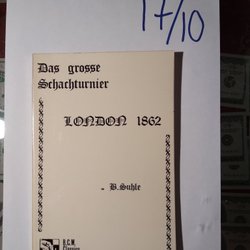 17/10
Das grosse
Schachturnier
LONDON 1862
B.Suhle
B.C.M.